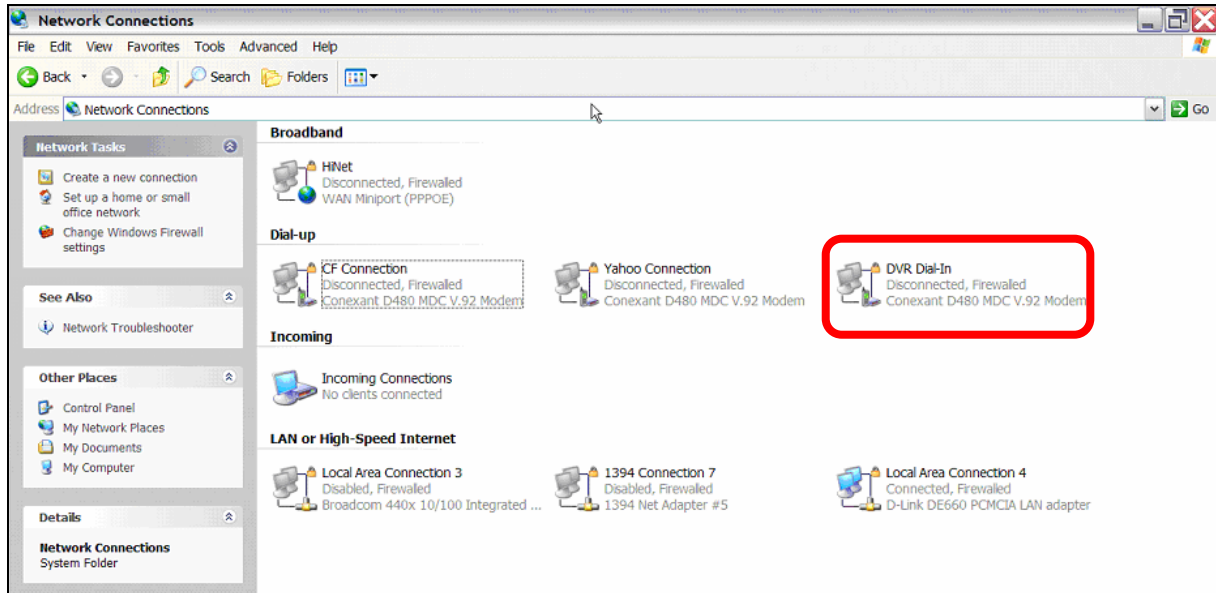 Network Connections
File Edit View Favorites Tools Advanced Help
Back Search Folders
Address Network Connections Go
Network Tasks
Create a new connection
Set up a home or small
office network
Change Windows Firewall
settings
See Also
Network Troubleshooter
Other Places
Control Panel
My Network Places
My Documents
My Computer
Details
Network Connections
System Folder
Broadband
HiNet
Disconnected, Firewalled
WAN Miniport (PPPOE)
Dial-up
CF Connection
Disconnected, Firewalled
Conexant D480 MDC V.92 Modem
Yahoo Connection
Disconnected, Firewalled
Conexant D480 MDC V.92 Modem
DVR Dial-In
Disconnected, Firewalled
Conexant D480 MDC V.92 Modem
Incoming
Incoming Connections
No clients connected
LAN or High-Speed Internet
Local Area Connection 3
Disabled, Firewalled
Broadcom 440x 10/100 Integrated ...
1394 Connection 7
Disabled, Firewalled
1394 Net Adapter #5
Local Area Connection 4
Connected, Firewalled
D-Link DE660 PCMCIA LAN adapter